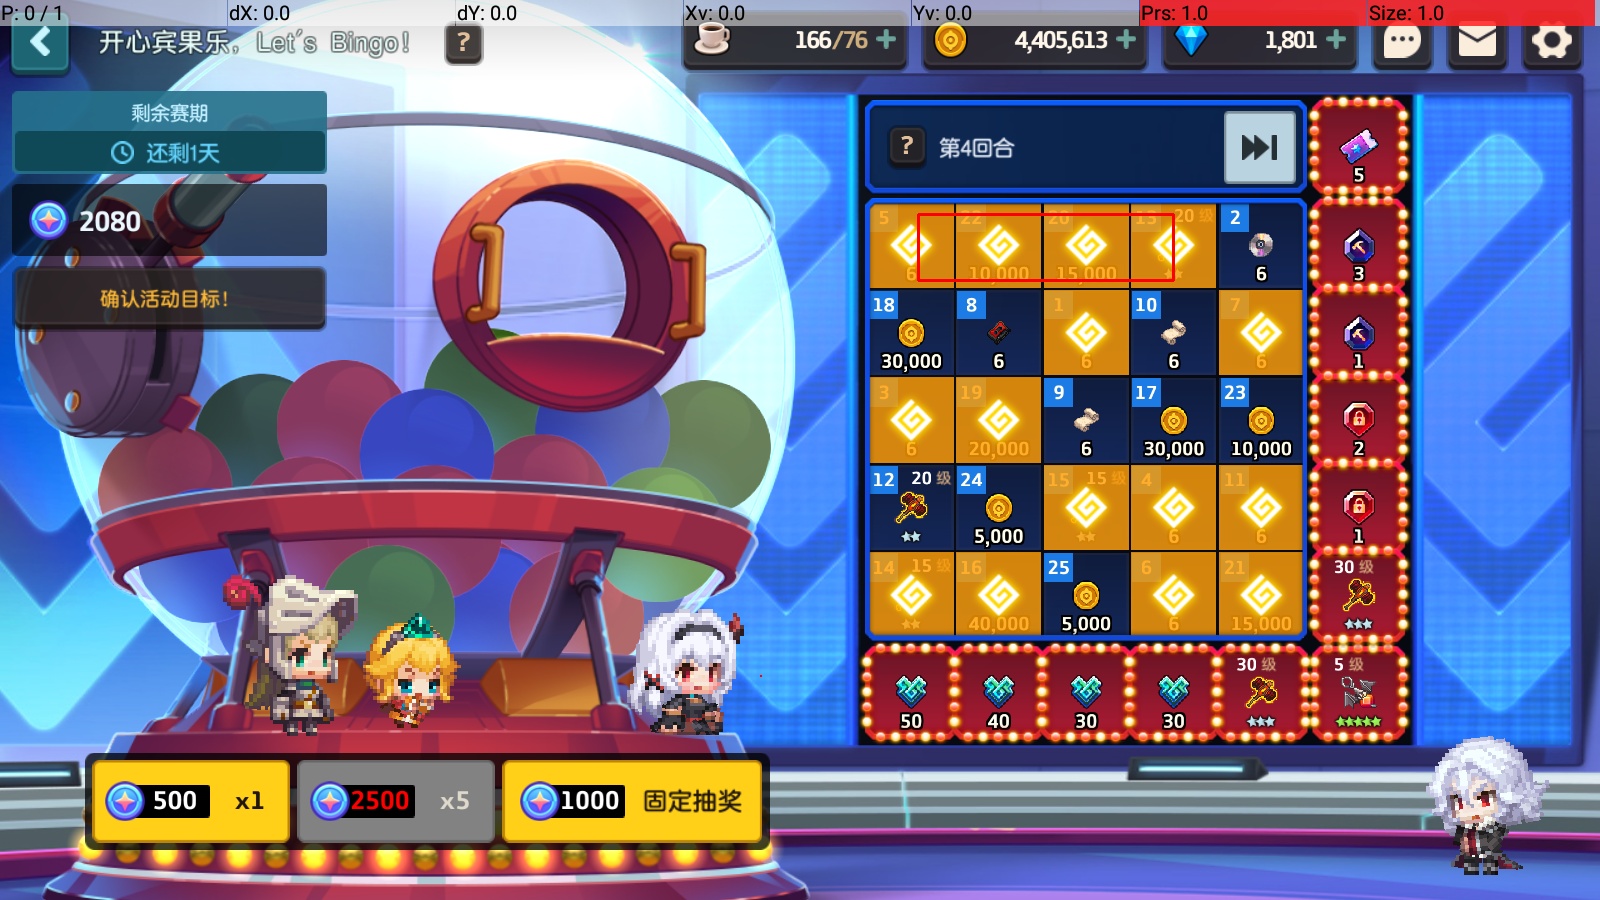 P: 0 / 1 dX: 0.0 dY: 0.0 Xv: 0.0 Yv: 0.0 Prs: 1.0 Size: 1.0
开心宾果乐, Let's Bingo! ? 166/76 + 4,405,613 + 1,801 +
剩余赛期
还剩1天
2080
确认活动目标!
? 第4回合
5
5 22 20 13 20 级 2
6 10,000 15,000 6
3
18 8 1 10 7
30,000 6 6 6 6
1
3 19 9 17 23
6 20,000 6 30,000 10,000
2
12 20 级 24 15 15 级 4 11
5,000 6 6
1
14 15 级 16 25 6 21
40,000 5,000 6 15,000
30 级
30 级 5 级
50 40 30 30
500 x1 2500 x5 1000 固定抽奖